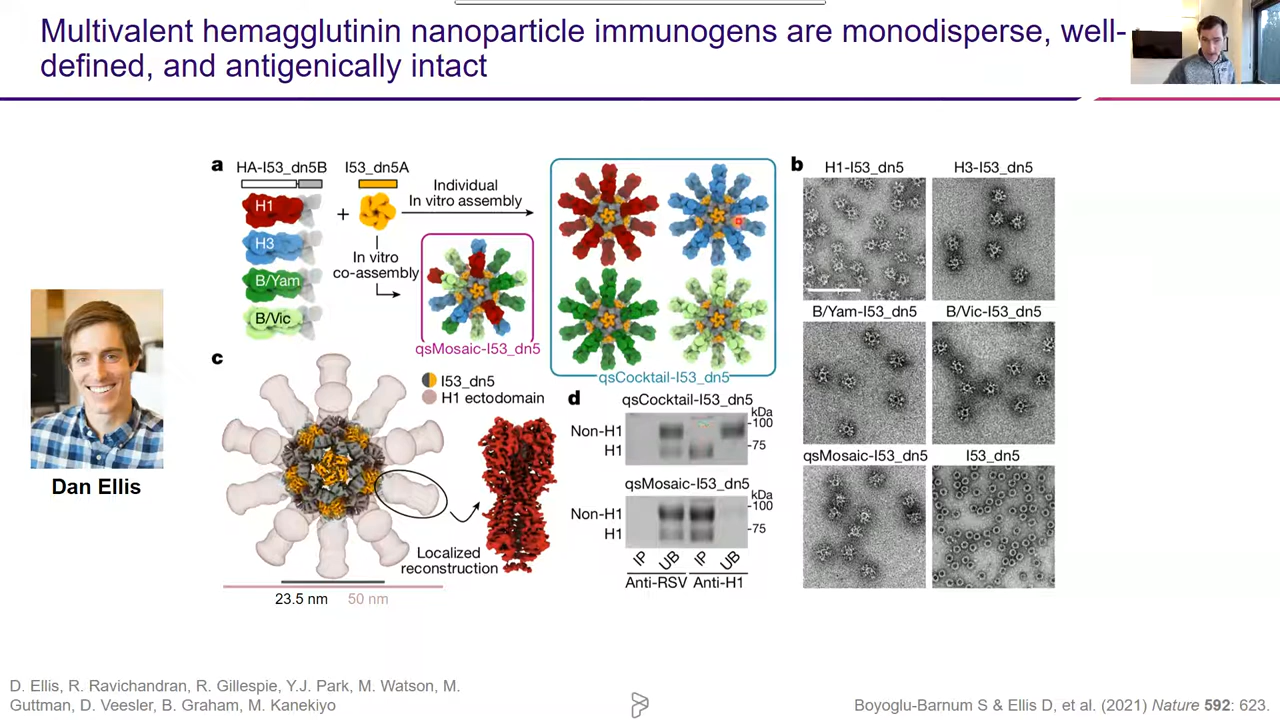 Multivalent hemagglutinin nanoparticle immunogens are monodisperse, well-
defined, and antigenically intact
Dan Ellis
a
HA-I53_dn5B
I53_dn5A
H1
H3
B/Yam
B/Vic
+
Individual
In vitro assembly
In vitro
co-assembly
qsMosaic-I53_dn5
qsCocktail-I53_dn5
b
H1-I53_dn5
H3-I53_dn5
B/Yam-I53_dn5
B/Vic-I53_dn5
qsMosaic-I53_dn5
I53_dn5
c
I53_dn5
H1 ectodomain
Localized
reconstruction
23.5 nm
50 nm
d
qsCocktail-I53_dn5
kDa
Non-H1
-100
H1
-75
qsMosaic-I53_dn5
kDa
Non-H1
-100
H1
-75
IP UB IP UB
Anti-RSV Anti-H1
D. Ellis, R. Ravichandran, R. Gillespie, Y.J. Park, M. Watson, M.
Guttman, D. Veesler, B. Graham, M. Kanekiyo
Boyoglu-Barnum S & Ellis D, et al. (2021) Nature 592: 623.